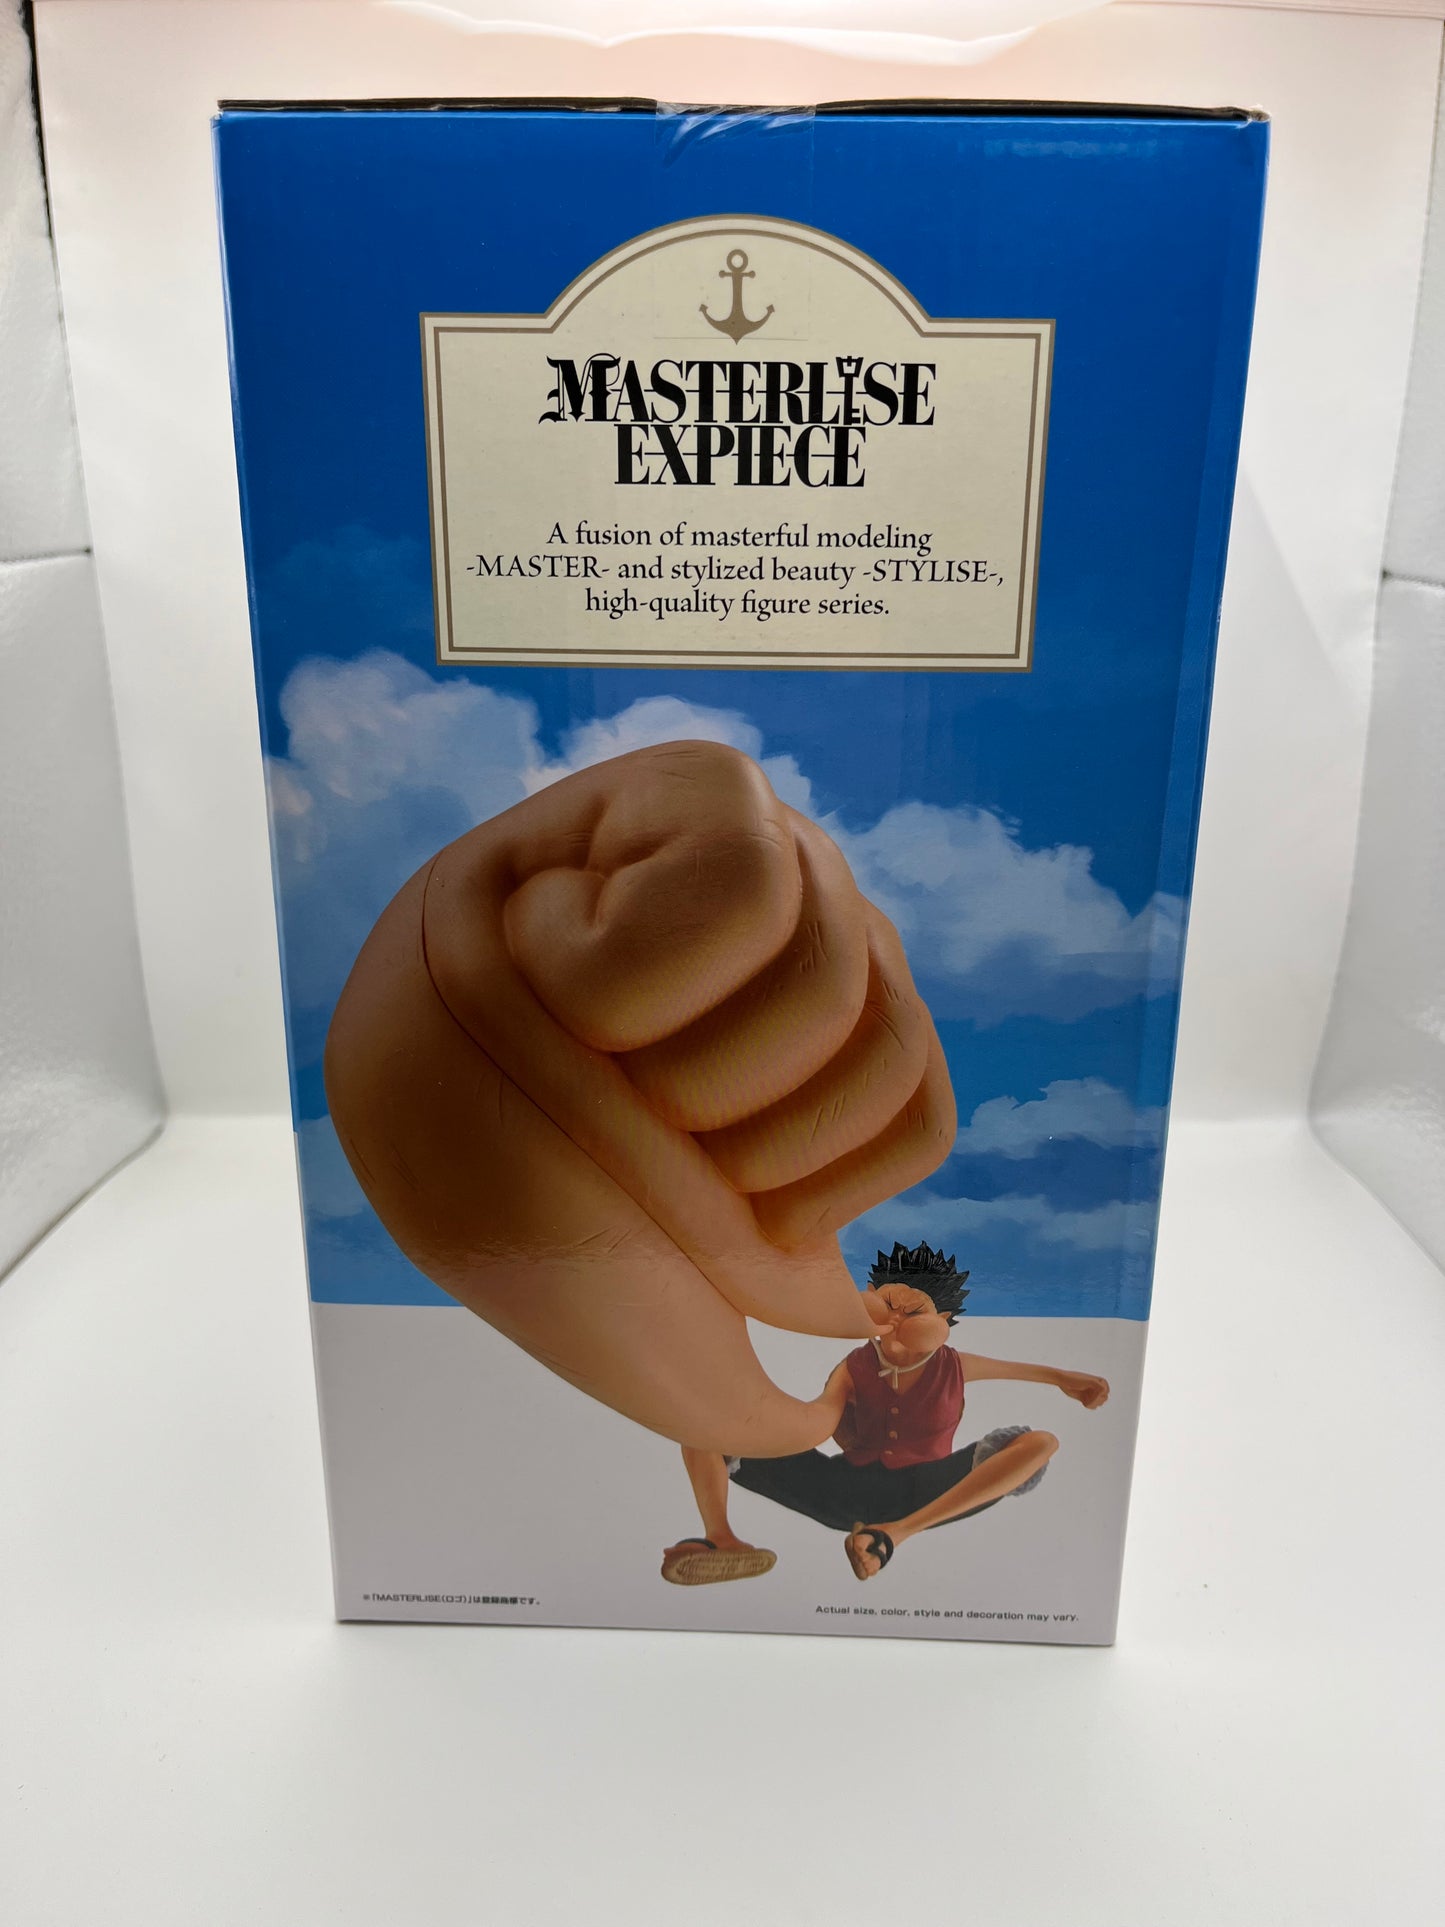 MASTERLISE
EXPIECE
A fusion of masterful modeling
-MASTER- and stylized beauty -STYLISE-,
high-quality figure series.
※「MASTERLISE(ロゴ)」は登録商標です。
Actual size, color, style and decoration may vary.